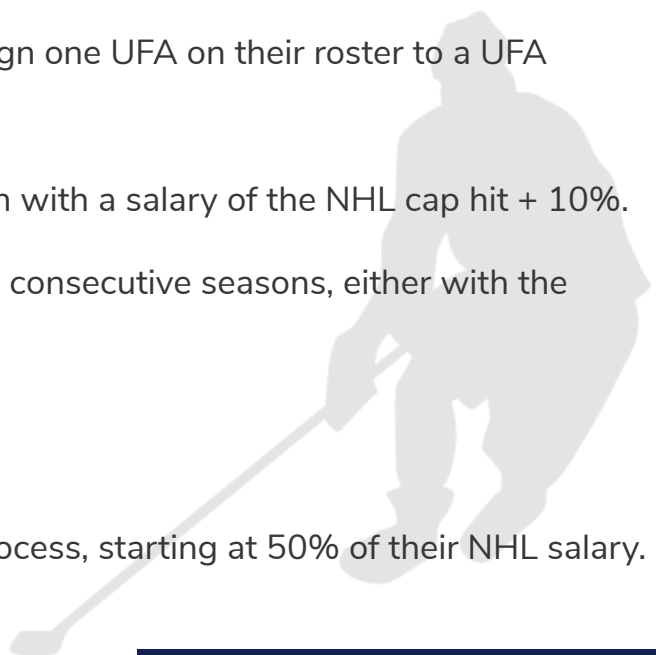 gn one UFA on their roster to a UFA
with a salary of the NHL cap hit + 10%.
consecutive seasons, either with the
ocess, starting at 50% of their NHL salary.